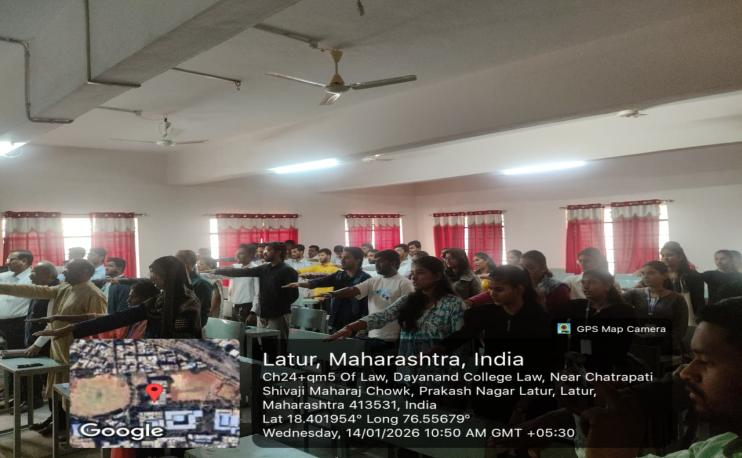 GPS Map Camera
Latur, Maharashtra, India
Ch24+qm5 Of Law, Dayanand College Law, Near Chatrapati
Shivaji Maharaj Chowk, Prakash Nagar Latur, Latur,
Maharashtra 413531, India
Lat 18.401954° Long 76.55679°
Wednesday, 14/01/2026 10:50 AM GMT +05:30
Google